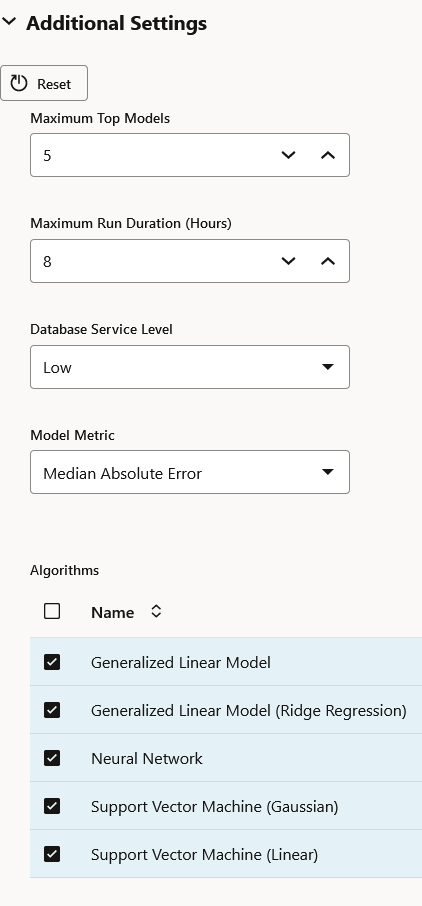 Additional Settings
Reset
Maximum Top Models
5
Maximum Run Duration (Hours)
8
Database Service Level
Low
Model Metric
Median Absolute Error
Algorithms
Name
Generalized Linear Model
Generalized Linear Model (Ridge Regression)
Neural Network
Support Vector Machine (Gaussian)
Support Vector Machine (Linear)